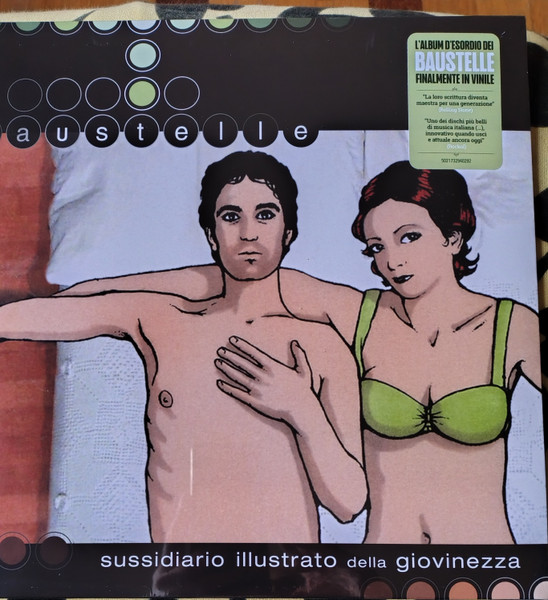 L'ALBUM D'ESORDIO DEI
BAUSTELLE
FINALMENTE IN VINILE
"La loro scrittura diventa
maestra per una generazione"
"Uno dei dischi più belli
di musica italiana (...),
innovativo quando uscì
e attuale ancora oggi"
austelle
sussidiario illustrato della giovinezza